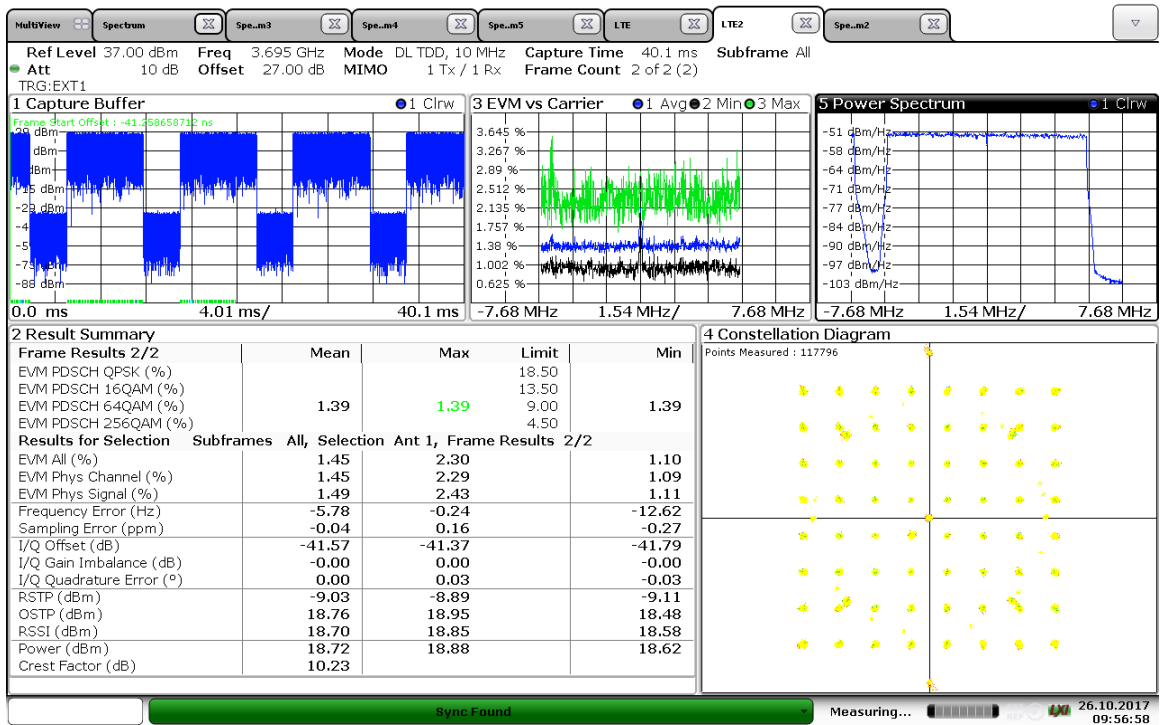 MultiView Spectrum Spe..m3 Spe..m4 Spe..m5 LTE LTE2 Spe..m2
Ref Level 37.00 dBm Freq 3.695 GHz Mode DL TDD, 10 MHz Capture Time 40.1 ms Subframe All
Att 10 dB Offset 27.00 dB MIMO 1 Tx / 1 Rx Frame Count 2 of 2 (2)
TRG:EXT1
1 Capture Buffer 1 Clrw
Frame Start Offset : -41.258658712 ns
dBm
dBm
dBm
-29 dBm
-88 dBm
0.0 ms 4.01 ms/ 40.1 ms
3 EVM vs Carrier 1 Avg 2 Min 3 Max
3.645 %
3.267 %
2.89 %
2.512 %
2.135 %
1.757 %
1.38 %
1.002 %
0.625 %
-7.68 MHz 1.54 MHz/ 7.68 MHz
5 Power Spectrum 1 Clrw
-51 dBm/Hz
-58 dBm/Hz
-64 dBm/Hz
-71 dBm/Hz
-77 dBm/Hz
-84 dBm/Hz
-90 dBm/Hz
-97 dBm/Hz
-103 dBm/Hz
-7.68 MHz 1.54 MHz/ 7.68 MHz
2 Result Summary
Frame Results 2/2 Mean Max Limit Min
EVM PDSCH QPSK (%) 18.50
EVM PDSCH 16QAM (%) 13.50
EVM PDSCH 64QAM (%) 1.39 1.39 9.00 1.39
EVM PDSCH 256QAM (%) 4.50
Results for Selection Subframes All, Selection Ant 1, Frame Results 2/2
EVM All (%) 1.45 2.30 1.10
EVM Phys Channel (%) 1.45 2.29 1.09
EVM Phys Signal (%) 1.49 2.43 1.11
Frequency Error (Hz) -5.78 -0.24 -12.62
Sampling Error (ppm) -0.04 0.16 -0.27
I/Q Offset (dB) -41.57 -41.37 -41.79
I/Q Gain Imbalance (dB) -0.00 0.00 -0.00
I/Q Quadrature Error (°) 0.00 0.03 -0.03
RSTP (dBm) -9.03 -8.89 -9.11
OSTP (dBm) 18.76 18.95 18.48
RSSI (dBm) 18.70 18.85 18.58
Power (dBm) 18.72 18.88 18.62
Crest Factor (dB) 10.23
4 Constellation Diagram
Points Measured : 117796
Sync Found
Measuring...
REF
LXI
26.10.2017
09:56:58